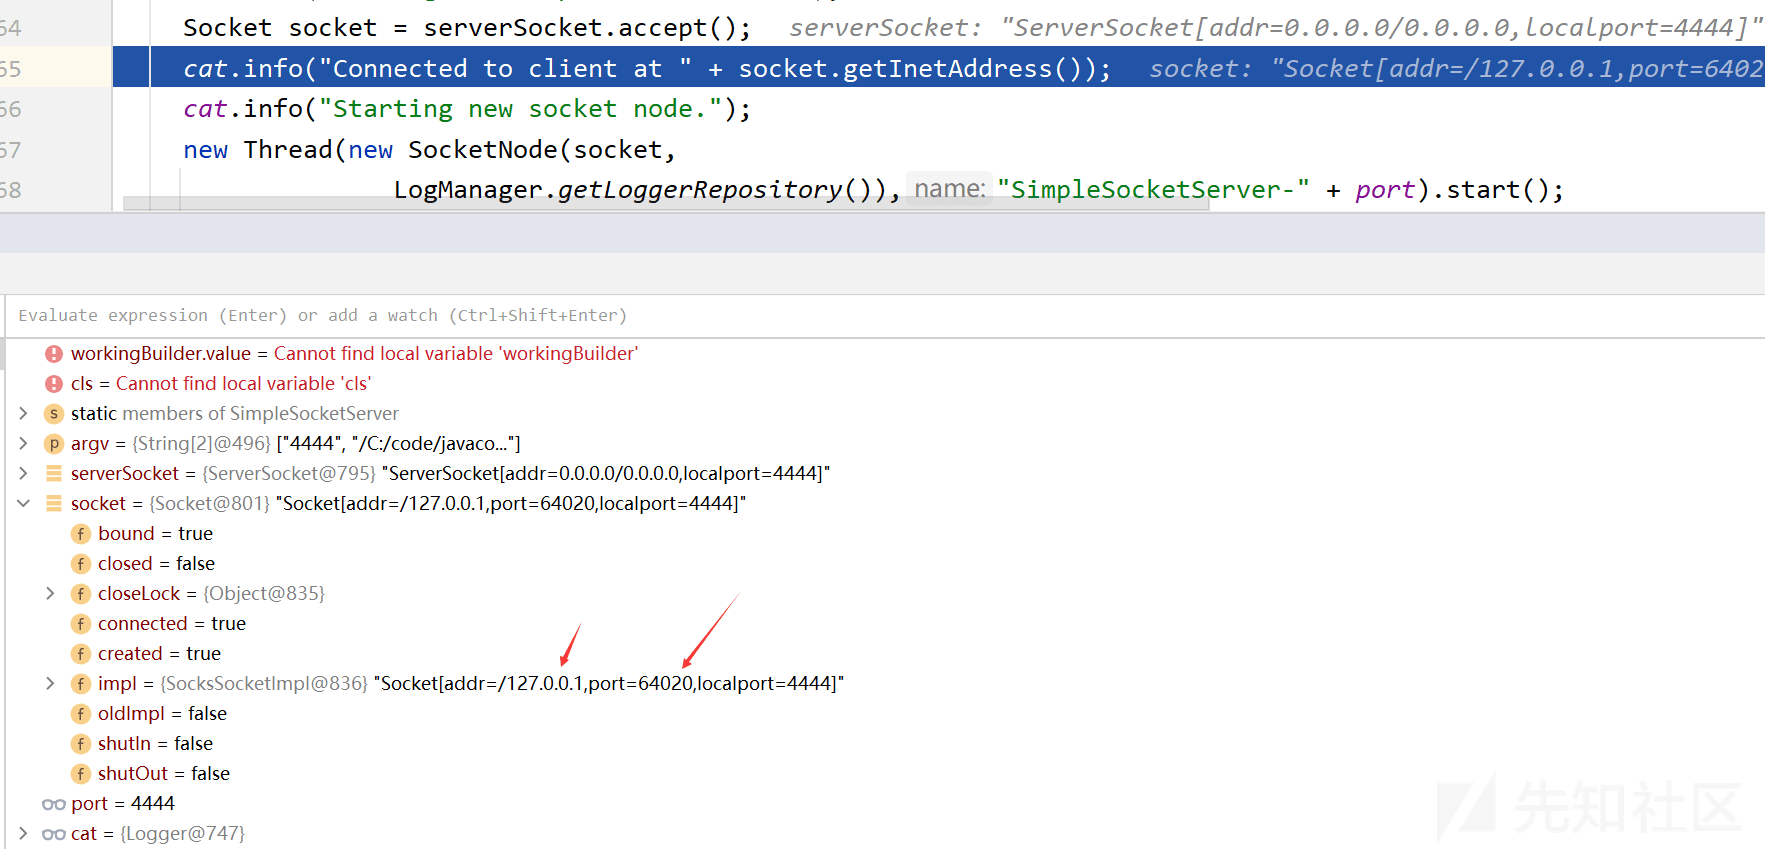 64 Socket socket = serverSocket.accept(); serverSocket: "ServerSocket[addr=0.0.0.0/0.0.0.0,localport=4444]"
65 cat.info("Connected to client at " + socket.getInetAddress()); socket: "Socket[addr=/127.0.0.1,port=6402
66 cat.info("Starting new socket node.");
67 new Thread(new SocketNode(socket,
68 LogManager.getLoggerRepository()), name: "SimpleSocketServer-" + port).start();
Evaluate expression (Enter) or add a watch (Ctrl+Shift+Enter)
workingBuilder.value = Cannot find local variable 'workingBuilder'
cls = Cannot find local variable 'cls'
s static members of SimpleSocketServer
p argv = {String[2]@496} ["4444", "/C:/code/javaco..."]
serverSocket = {ServerSocket@795} "ServerSocket[addr=0.0.0.0/0.0.0.0,localport=4444]"
socket = {Socket@801} "Socket[addr=/127.0.0.1,port=64020,localport=4444]"
f bound = true
f closed = false
f closeLock = {Object@835}
f connected = true
f created = true
f impl = {SocksSocketImpl@836} "Socket[addr=/127.0.0.1,port=64020,localport=4444]"
f oldImpl = false
f shutIn = false
f shutOut = false
port = 4444
cat = {Logger@747}
先知社区